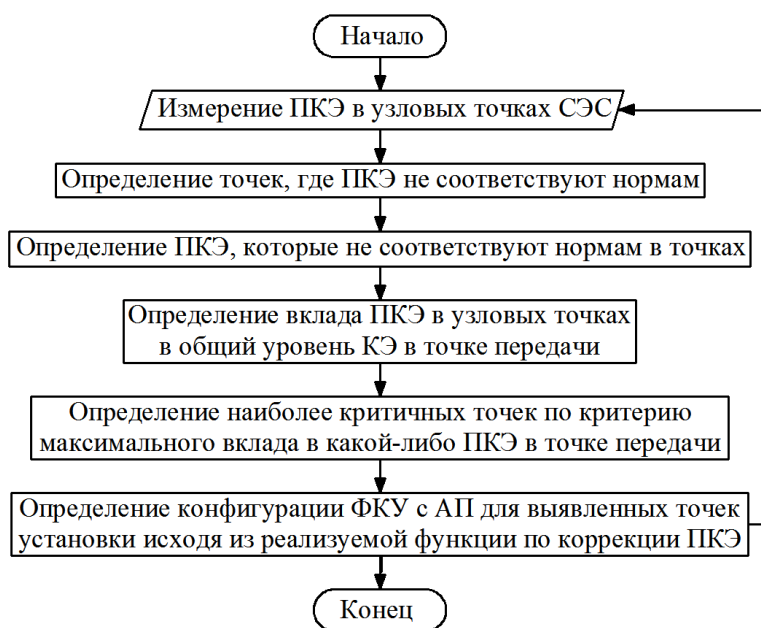 Начало
Измерение ПКЭ в узловых точках СЭС
Определение точек, где ПКЭ не соответствуют нормам
Определение ПКЭ, которые не соответствуют нормам в точках
Определение вклада ПКЭ в узловых точках
в общий уровень КЭ в точке передачи
Определение наиболее критичных точек по критерию
максимального вклада в какой-либо ПКЭ в точке передачи
Определение конфигурации ФКУ с АП для выявленных точек
установки исходя из реализуемой функции по коррекции ПКЭ
Конец